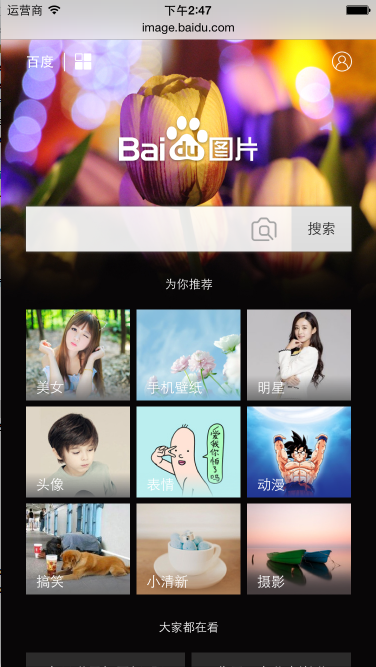 运营商 下午2:47
image.baidu.com
百度
Bai du 图片
搜索
为你推荐
美女 手机壁纸 明星
爱我你怕了吗
头像 表情 动漫
搞笑 小清新 摄影
大家都在看